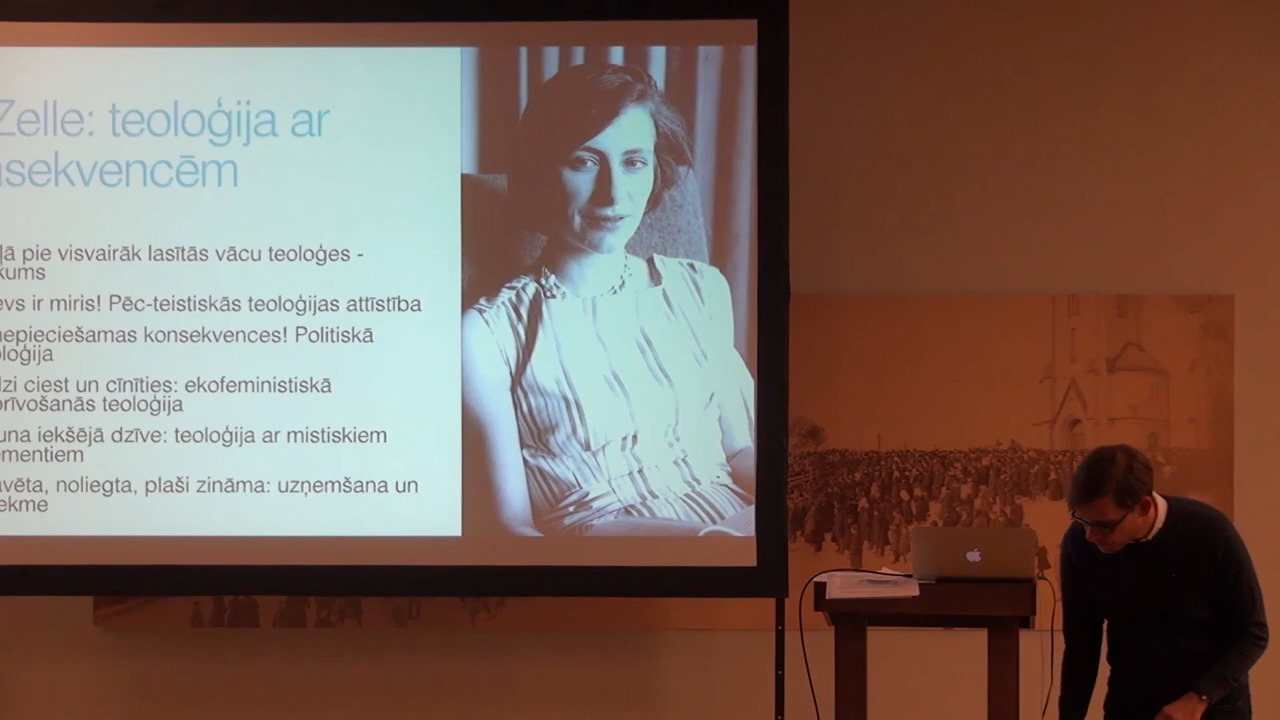 Zelle: teoloģija ar
nsekvencēm
ļā pie visvairāk lasītās vācu teoloģes -
kums
evs ir miris! Pēc-teistiskās teoloģijas attīstība
nepieciešamas konsekvences! Politiskā
oloģija
dzi ciest un cīnīties: ekofeministiskā
brīvošanās teoloģija
una iekšējā dzīve: teoloģija ar mistiskiem
ementiem
avēta, noliegta, plaši zināma: uzņemšana un
ekme